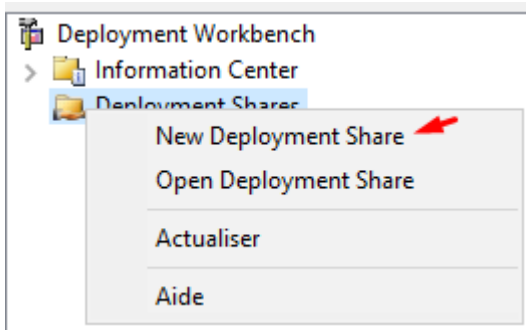 Deployment Workbench
Information Center
Deployment Shares
New Deployment Share
Open Deployment Share
Actualiser
Aide